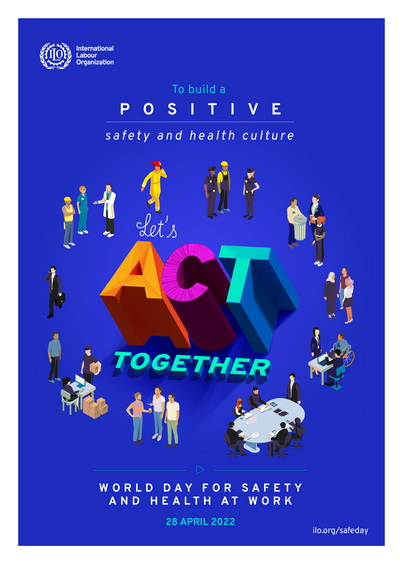 International
Labour
Organization
To build a
POSITIVE
safety and health culture
Let's
ACT
TOGETHER
WORLD DAY FOR SAFETY
AND HEALTH AT WORK
28 APRIL 2022
ilo.org/safeday